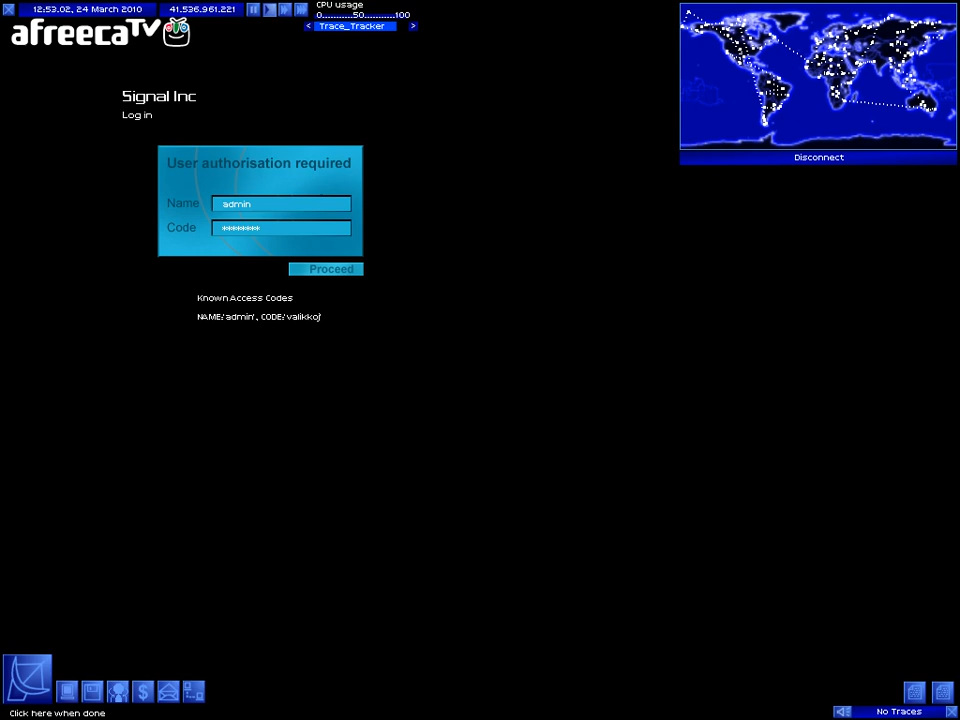 12:53.02, 24 March 2010
41.536.961.221
CPU usage
0...........50..........100
< Trace_Tracker >
afreecaTV
Signal Inc
Log in
User authorisation required
Name admin
Code ********
Proceed
Known Access Codes
NAME:'admin', CODE:'valikkoj'
Disconnect
Click here when done
No Traces